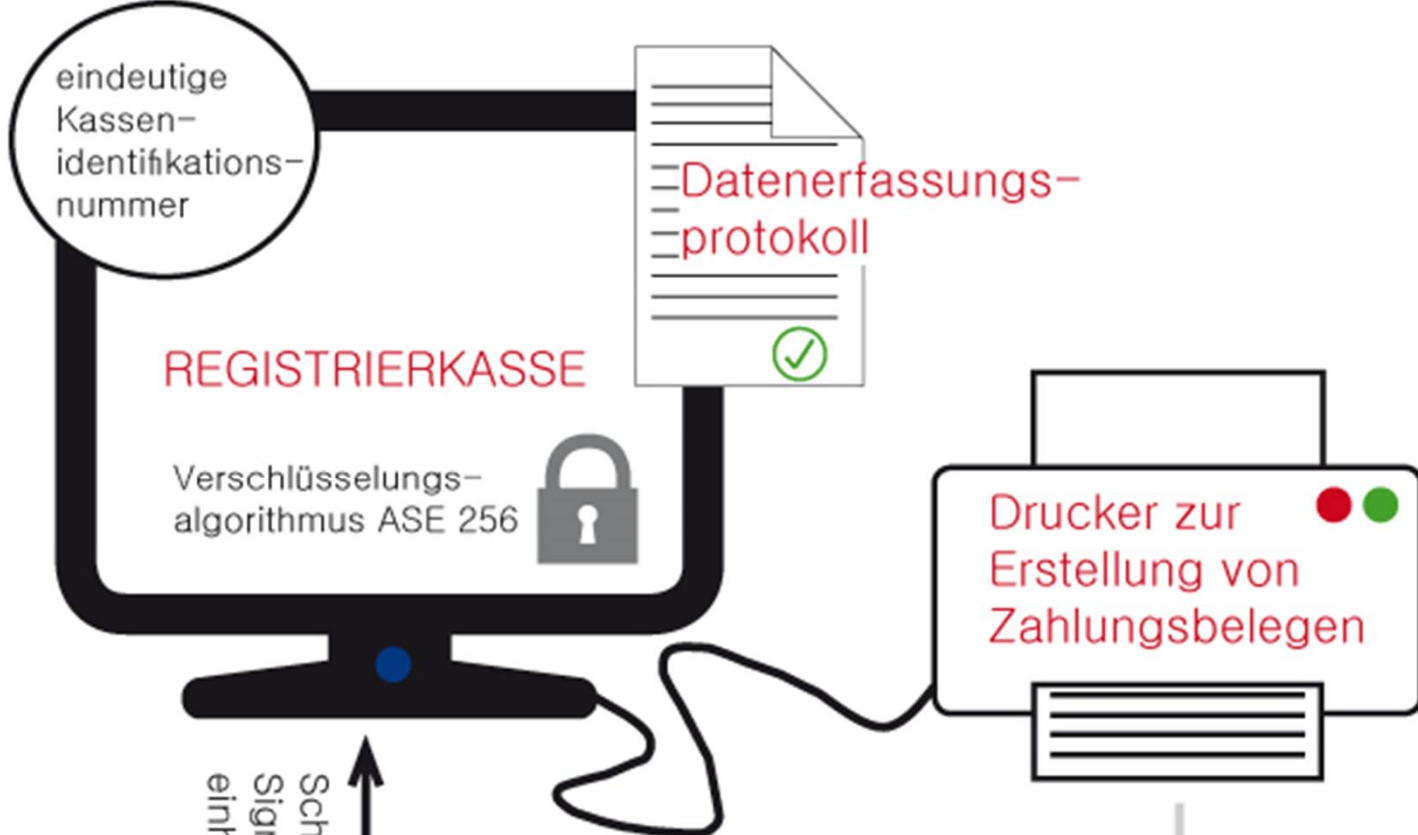 eindeutige
Kassen-
identifikations-
nummer
Datenerfassungs-
protokoll
REGISTRIERKASSE
Verschlüsselungs-
algorithmus ASE 256
Drucker zur
Erstellung von
Zahlungsbelegen